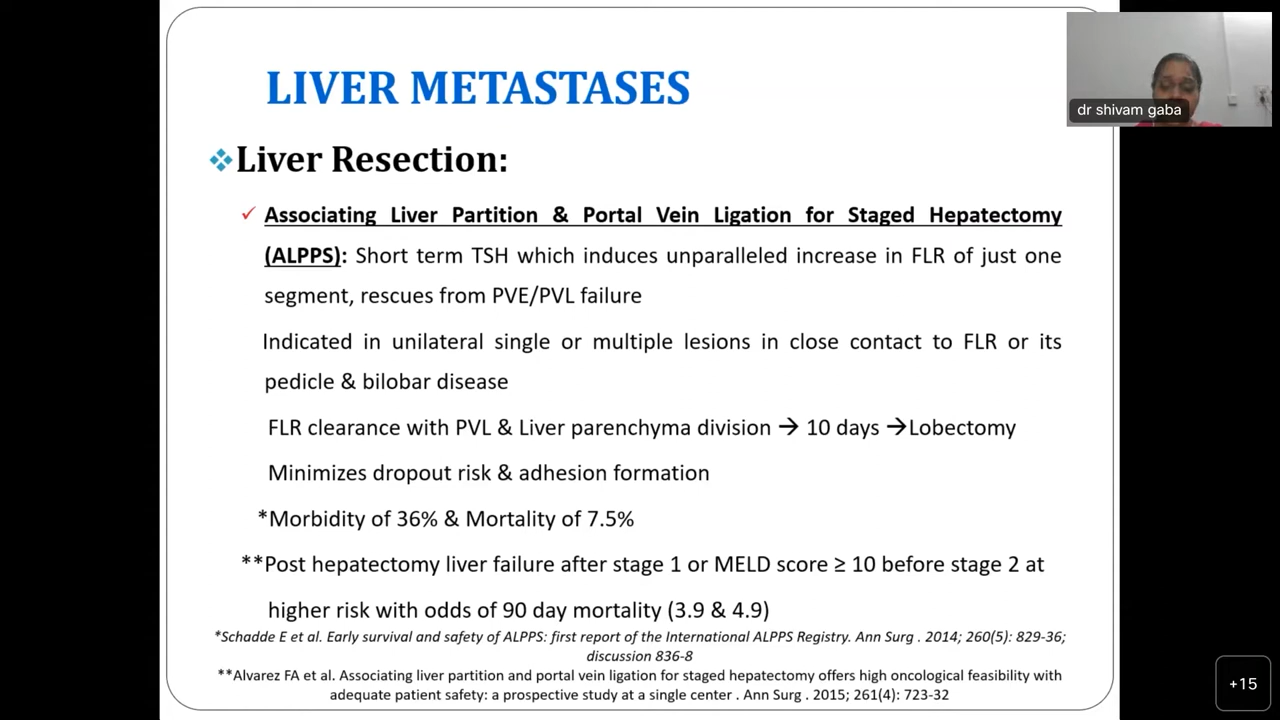 LIVER METASTASES
dr shivam gaba
❖Liver Resection:
✓ Associating Liver Partition & Portal Vein Ligation for Staged Hepatectomy
(ALPPS): Short term TSH which induces unparalleled increase in FLR of just one
segment, rescues from PVE/PVL failure
Indicated in unilateral single or multiple lesions in close contact to FLR or its
pedicle & bilobar disease
FLR clearance with PVL & Liver parenchyma division → 10 days →Lobectomy
Minimizes dropout risk & adhesion formation
*Morbidity of 36% & Mortality of 7.5%
**Post hepatectomy liver failure after stage 1 or MELD score ≥ 10 before stage 2 at
higher risk with odds of 90 day mortality (3.9 & 4.9)
*Schadde E et al. Early survival and safety of ALPPS: first report of the International ALPPS Registry. Ann Surg . 2014; 260(5): 829-36;
discussion 836-8
**Alvarez FA et al. Associating liver partition and portal vein ligation for staged hepatectomy offers high oncological feasibility with
adequate patient safety: a prospective study at a single center . Ann Surg . 2015; 261(4): 723-32
+15